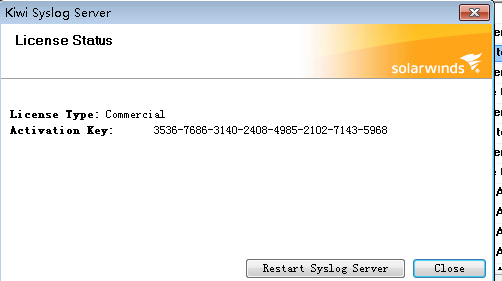 Kiwi Syslog Server
License Status
solarwinds
License Type: Commercial
Activation Key: 3536-7686-3140-2408-4985-2102-7143-5968
Restart Syslog Server
Close